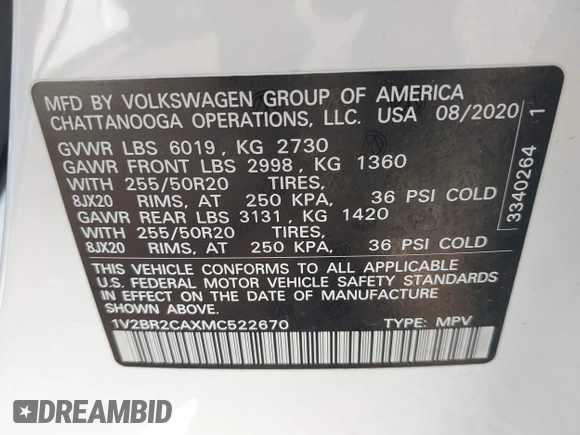 MFD BY VOLKSWAGEN GROUP OF AMERICA
CHATTANOOGA OPERATIONS, LLC. USA 08/2020
GVWR LBS 6019, KG 2730
GAWR FRONT LBS 2998, KG 1360
WITH 255/50R20 TIRES,
8JX20 RIMS, AT 250 KPA, 36 PSI COLD
GAWR REAR LBS 3131, KG 1420
WITH 255/50R20 TIRES,
8JX20 RIMS, AT 250 KPA, 36 PSI COLD
THIS VEHICLE CONFORMS TO ALL APPLICABLE
U.S. FEDERAL MOTOR VEHICLE SAFETY STANDARDS
IN EFFECT ON THE DATE OF MANUFACTURE
SHOWN ABOVE.
1V2BR2CAXMC522670 TYPE: MPV
3340264 1
DREAMBID